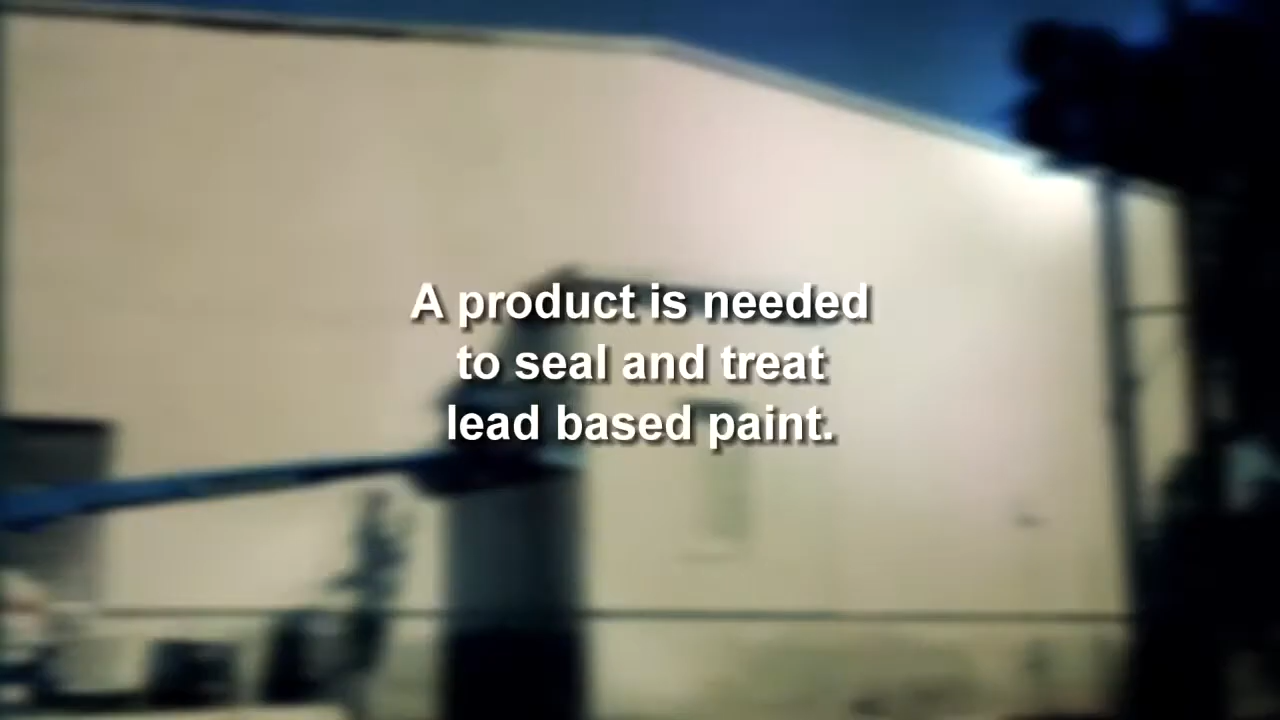 A product is needed
to seal and treat
lead based paint.